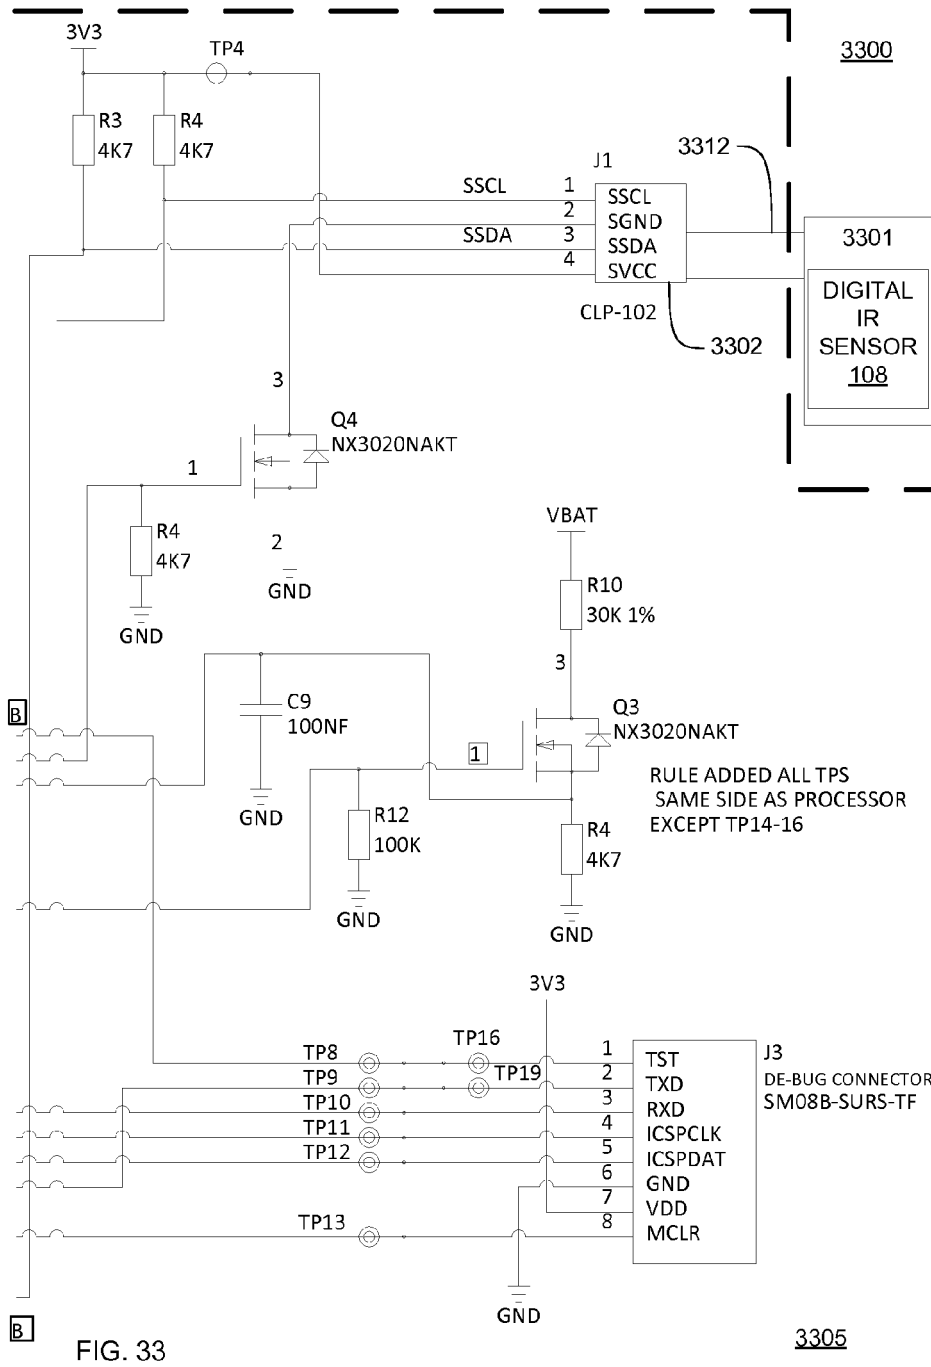 3V3
TP4
3300
R3
4K7
R4
4K7
J1
3312
SSCL
1
SSCL
2
SGND
SSDA
3
SSDA
4
SVCC
3301
DIGITAL
IR
SENSOR
108
CLP-102
3302
3
Q4
NX3020NAKT
1
R4
4K7
2
GND
GND
VBAT
R10
30K 1%
3
B
C9
100NF
GND
Q3
NX3020NAKT
1
RULE ADDED ALL TPS
SAME SIDE AS PROCESSOR
EXCEPT TP14-16
R12
100K
GND
R4
4K7
GND
3V3
TP8
TP16
1
TST
TP9
TP19
2
TXD
TP10
3
RXD
TP11
4
ICSPCLK
TP12
5
ICSPDAT
6
GND
7
VDD
TP13
8
MCLR
J3
DE-BUG CONNECTOR
SM08B-SURS-TF
GND
B
FIG. 33
3305